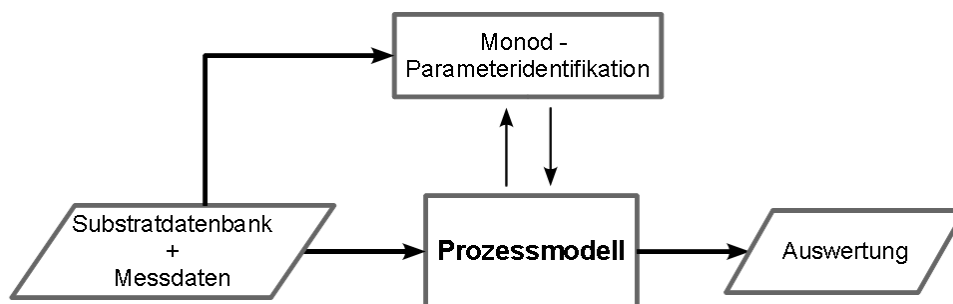 Monod -
Parameteridentifikation
Substratdatenbank
+
Messdaten
Prozessmodell
Auswertung